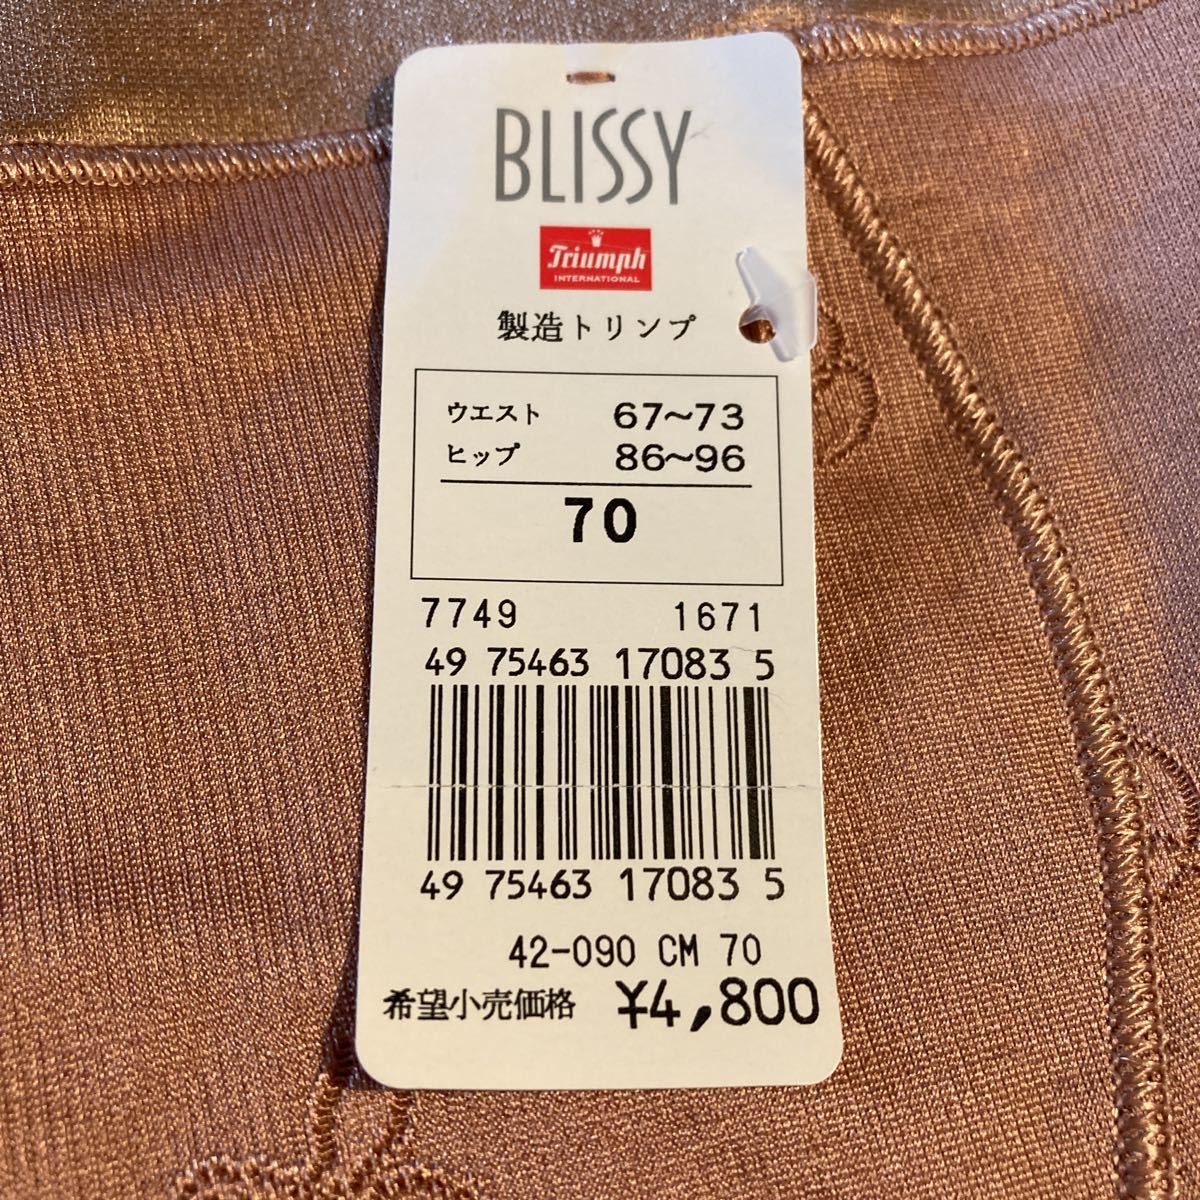 BLISSY
Triumph
INTERNATIONAL
製造トリンプ
ウエスト 67～73
ヒップ 86～96
70
7749 1671
49 75463 17083 5
49 75463 17083 5
42-090 CM 70
希望小売価格 ¥4,800